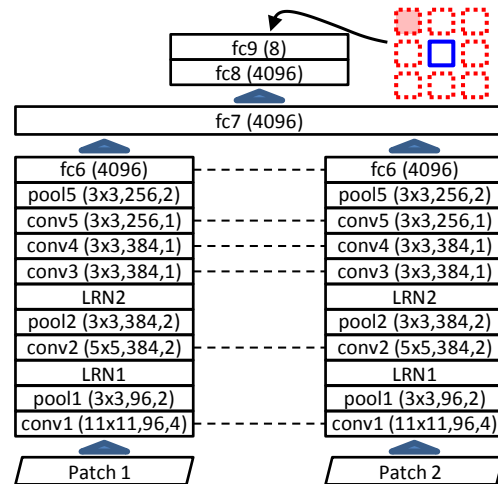 fc9 (8)
fc8 (4096)
fc7 (4096)
fc6 (4096)
pool5 (3x3,256,2)
conv5 (3x3,256,1)
conv4 (3x3,384,1)
conv3 (3x3,384,1)
LRN2
pool2 (3x3,384,2)
conv2 (5x5,384,2)
LRN1
pool1 (3x3,96,2)
conv1 (11x11,96,4)
Patch 1
fc6 (4096)
pool5 (3x3,256,2)
conv5 (3x3,256,1)
conv4 (3x3,384,1)
conv3 (3x3,384,1)
LRN2
pool2 (3x3,384,2)
conv2 (5x5,384,2)
LRN1
pool1 (3x3,96,2)
conv1 (11x11,96,4)
Patch 2